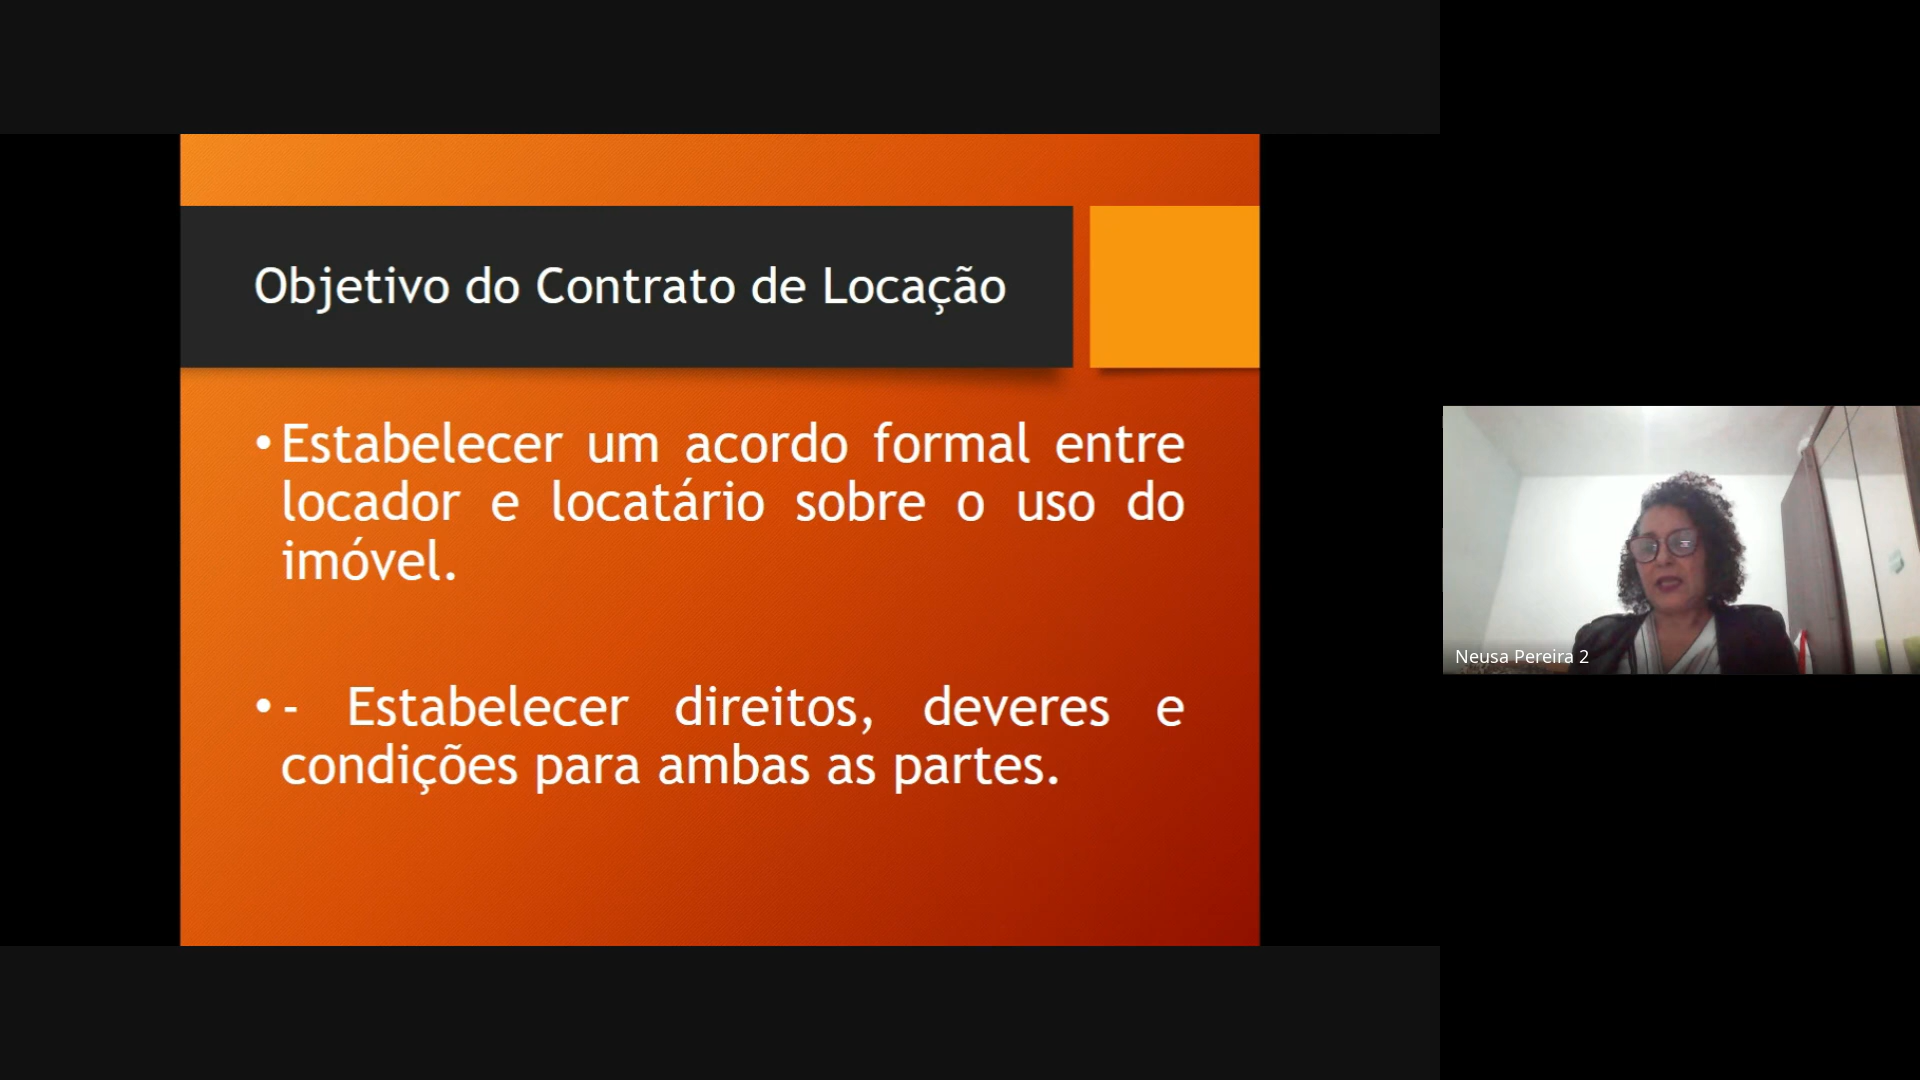 Objetivo do Contrato de Locação
• Estabelecer um acordo formal entre
locador e locatário sobre o uso do
imóvel.
• - Estabelecer direitos, deveres e
condições para ambas as partes.
Neusa Pereira 2